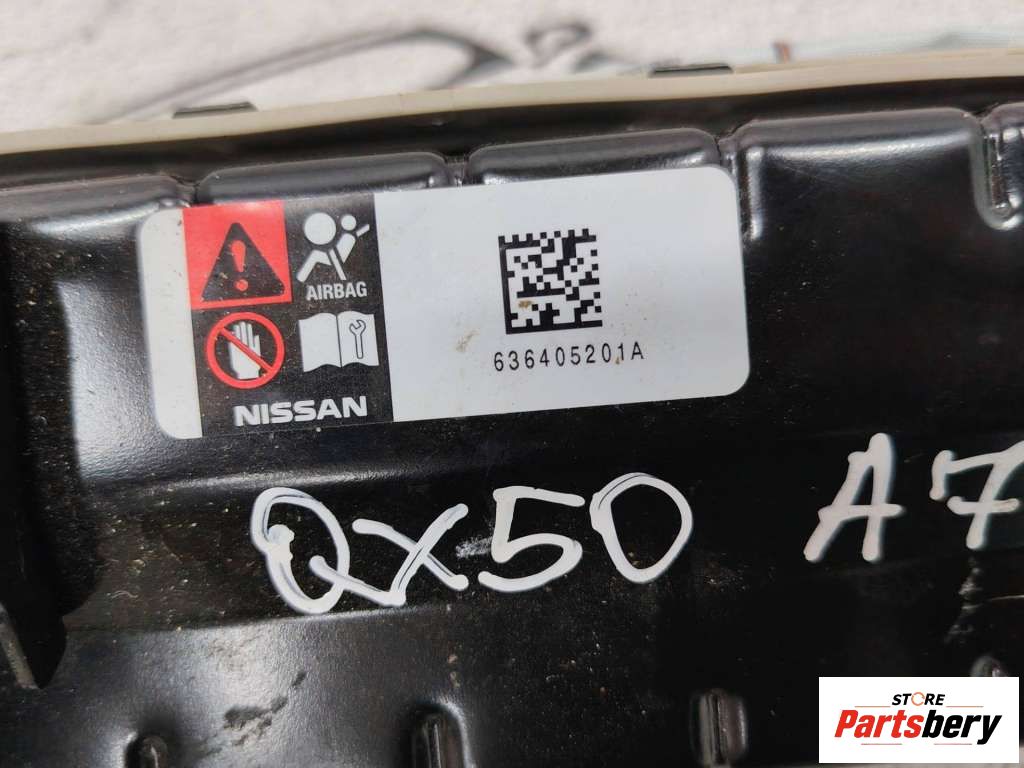 AIRBAG
NISSAN
636405201A
QX50 A7
STORE
Partsbery